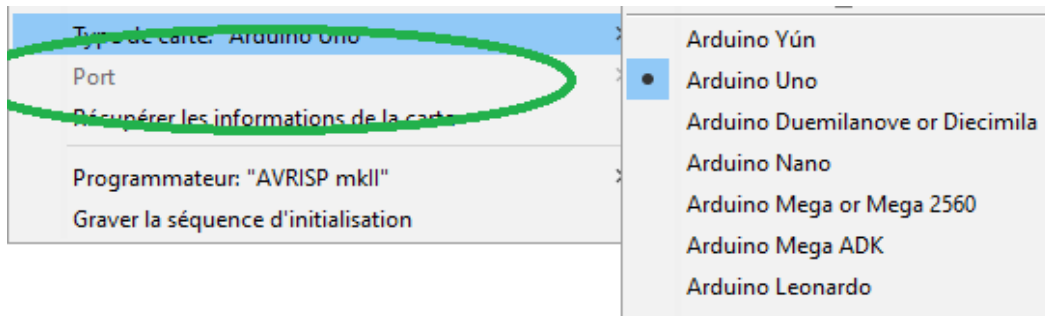 Type de carte: "Arduino Uno"
Port
Récupérer les informations de la carte
Programmateur: "AVRISP mkII"
Graver la séquence d'initialisation
Arduino Yún
Arduino Uno
Arduino Duemilanove or Diecimila
Arduino Nano
Arduino Mega or Mega 2560
Arduino Mega ADK
Arduino Leonardo